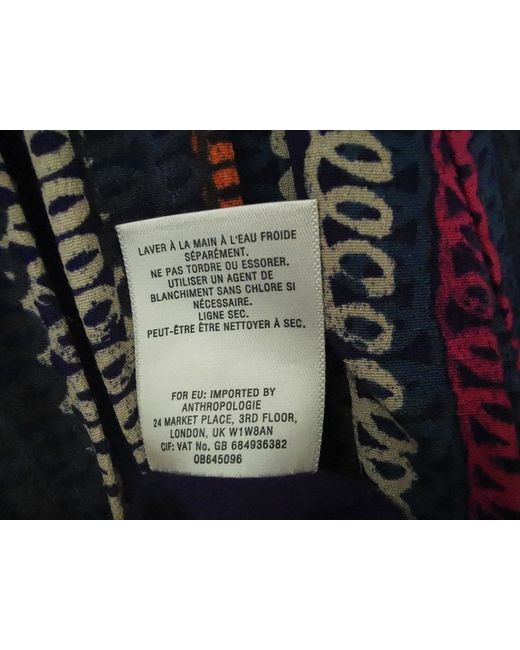 LAVER À LA MAIN À L'EAU FROIDE
SÉPARÉMENT.
NE PAS TORDRE OU ESSORER.
UTILISER UN AGENT DE
BLANCHIMENT SANS CHLORE SI
NÉCESSAIRE.
LIGNE SEC.
PEUT-ÊTRE ÊTRE NETTOYER À SEC.
FOR EU: IMPORTED BY
ANTHROPOLOGIE
24 MARKET PLACE, 3RD FLOOR,
LONDON, UK W1W8AN
CIF: VAT No. GB 684936382
OB645096